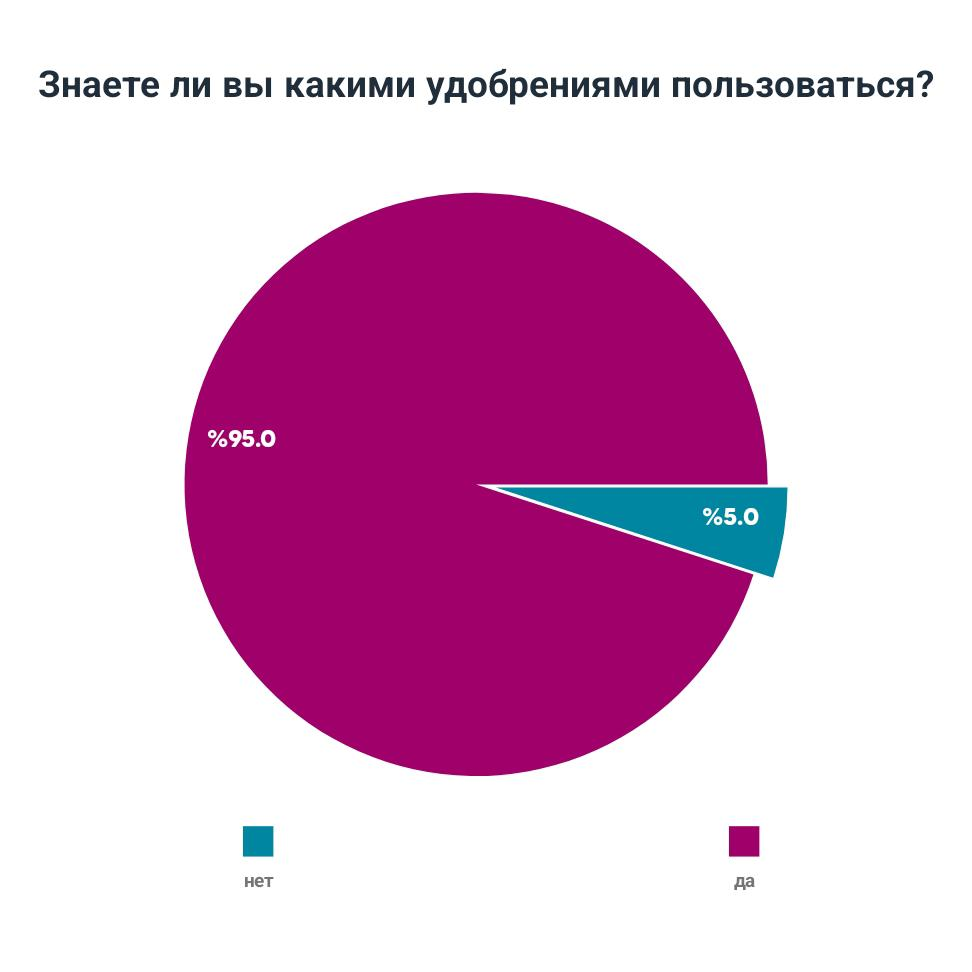 Знаете ли вы какими удобрениями пользоваться?
%95.0
%5.0
нет
да